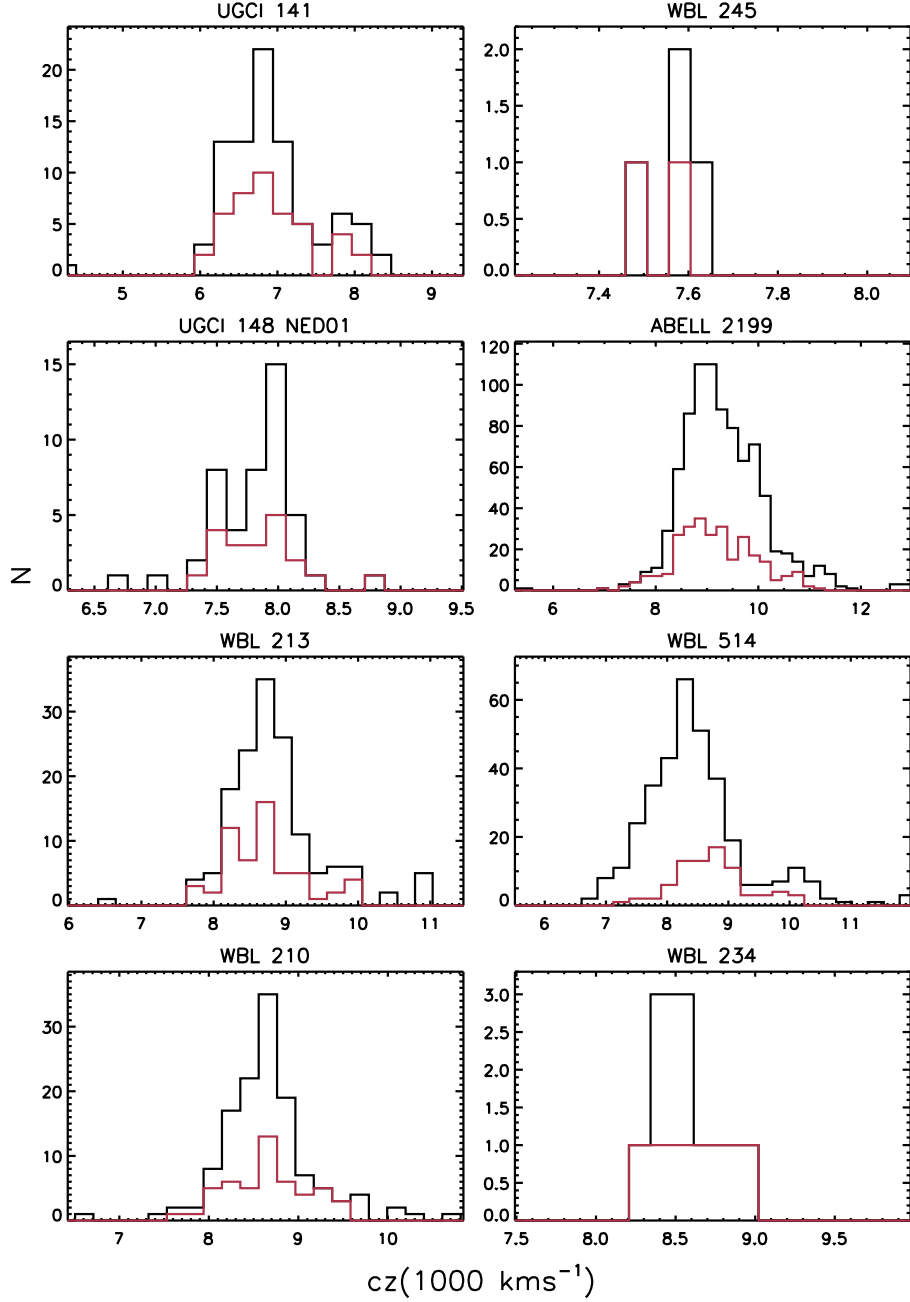 UGCI 141
WBL 245
20
15
10
5
0
5 6 7 8 9
2.0
1.5
1.0
0.5
0.0
7.4 7.6 7.8 8.0
UGCI 148 NED01
ABELL 2199
15
10
5
0
6.5 7.0 7.5 8.0 8.5 9.0 9.5
120
100
80
60
40
20
0
6 8 10 12
N
WBL 213
WBL 514
30
20
10
0
6 7 8 9 10 11
60
40
20
0
6 7 8 9 10 11
WBL 210
WBL 234
30
20
10
0
7 8 9 10
3.0
2.5
2.0
1.5
1.0
0.5
0.0
7.5 8.0 8.5 9.0 9.5
cz(1000 kms⁻¹)